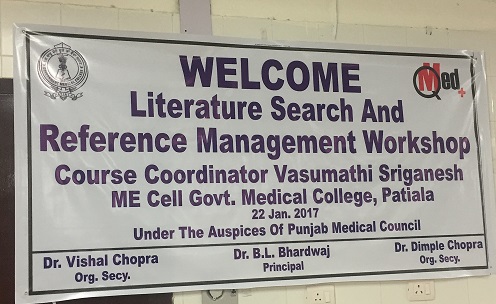 WELCOME
QMed+
Literature Search And
Reference Management Workshop
Course Coordinator Vasumathi Sriganesh
ME Cell Govt. Medical College, Patiala
22 Jan. 2017
Under The Auspices Of Punjab Medical Council
Dr. Vishal Chopra
Org. Secy.
Dr. B.L. Bhardwaj
Principal
Dr. Dimple Chopra
Org. Secy.